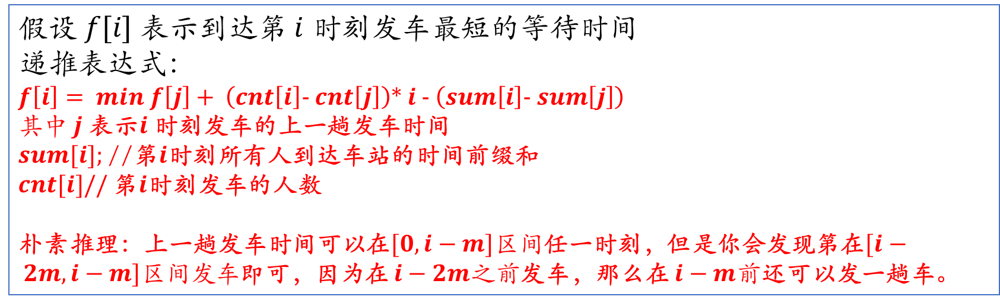 假设 f[i] 表示到达第 i 时刻发车最短的等待时间
递推表达式：
f[i] = min f[j] + (cnt[i]- cnt[j])* i - (sum[i]- sum[j])
其中 j 表示i 时刻发车的上一趟发车时间
sum[i]; //第i时刻所有人到达车站的时间前缀和
cnt[i]// 第i时刻发车的人数
朴素推理：上一趟发车时间可以在[0, i − m]区间任一时刻，但是你会发现第在[i −
2m, i − m]区间发车即可，因为在 i − 2m之前发车，那么在 i − m前还可以发一趟车。